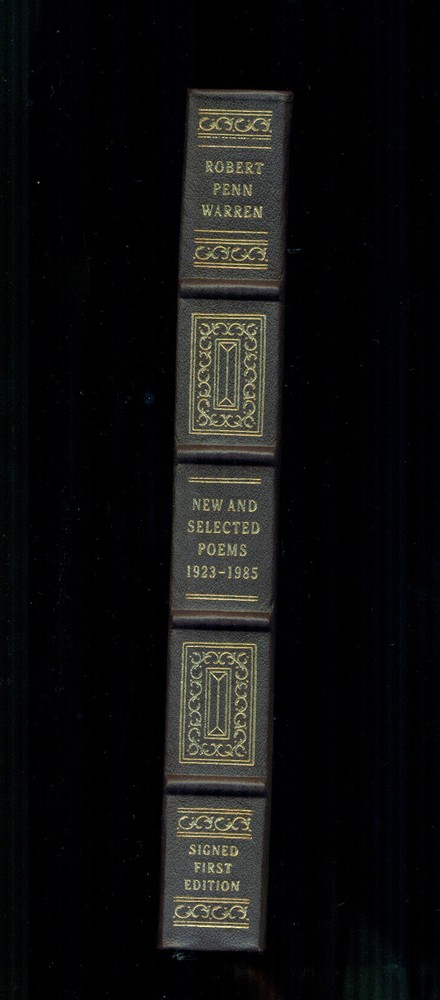 ROBERT
PENN
WARREN
NEW AND
SELECTED
POEMS
1923-1985
SIGNED
FIRST
EDITION